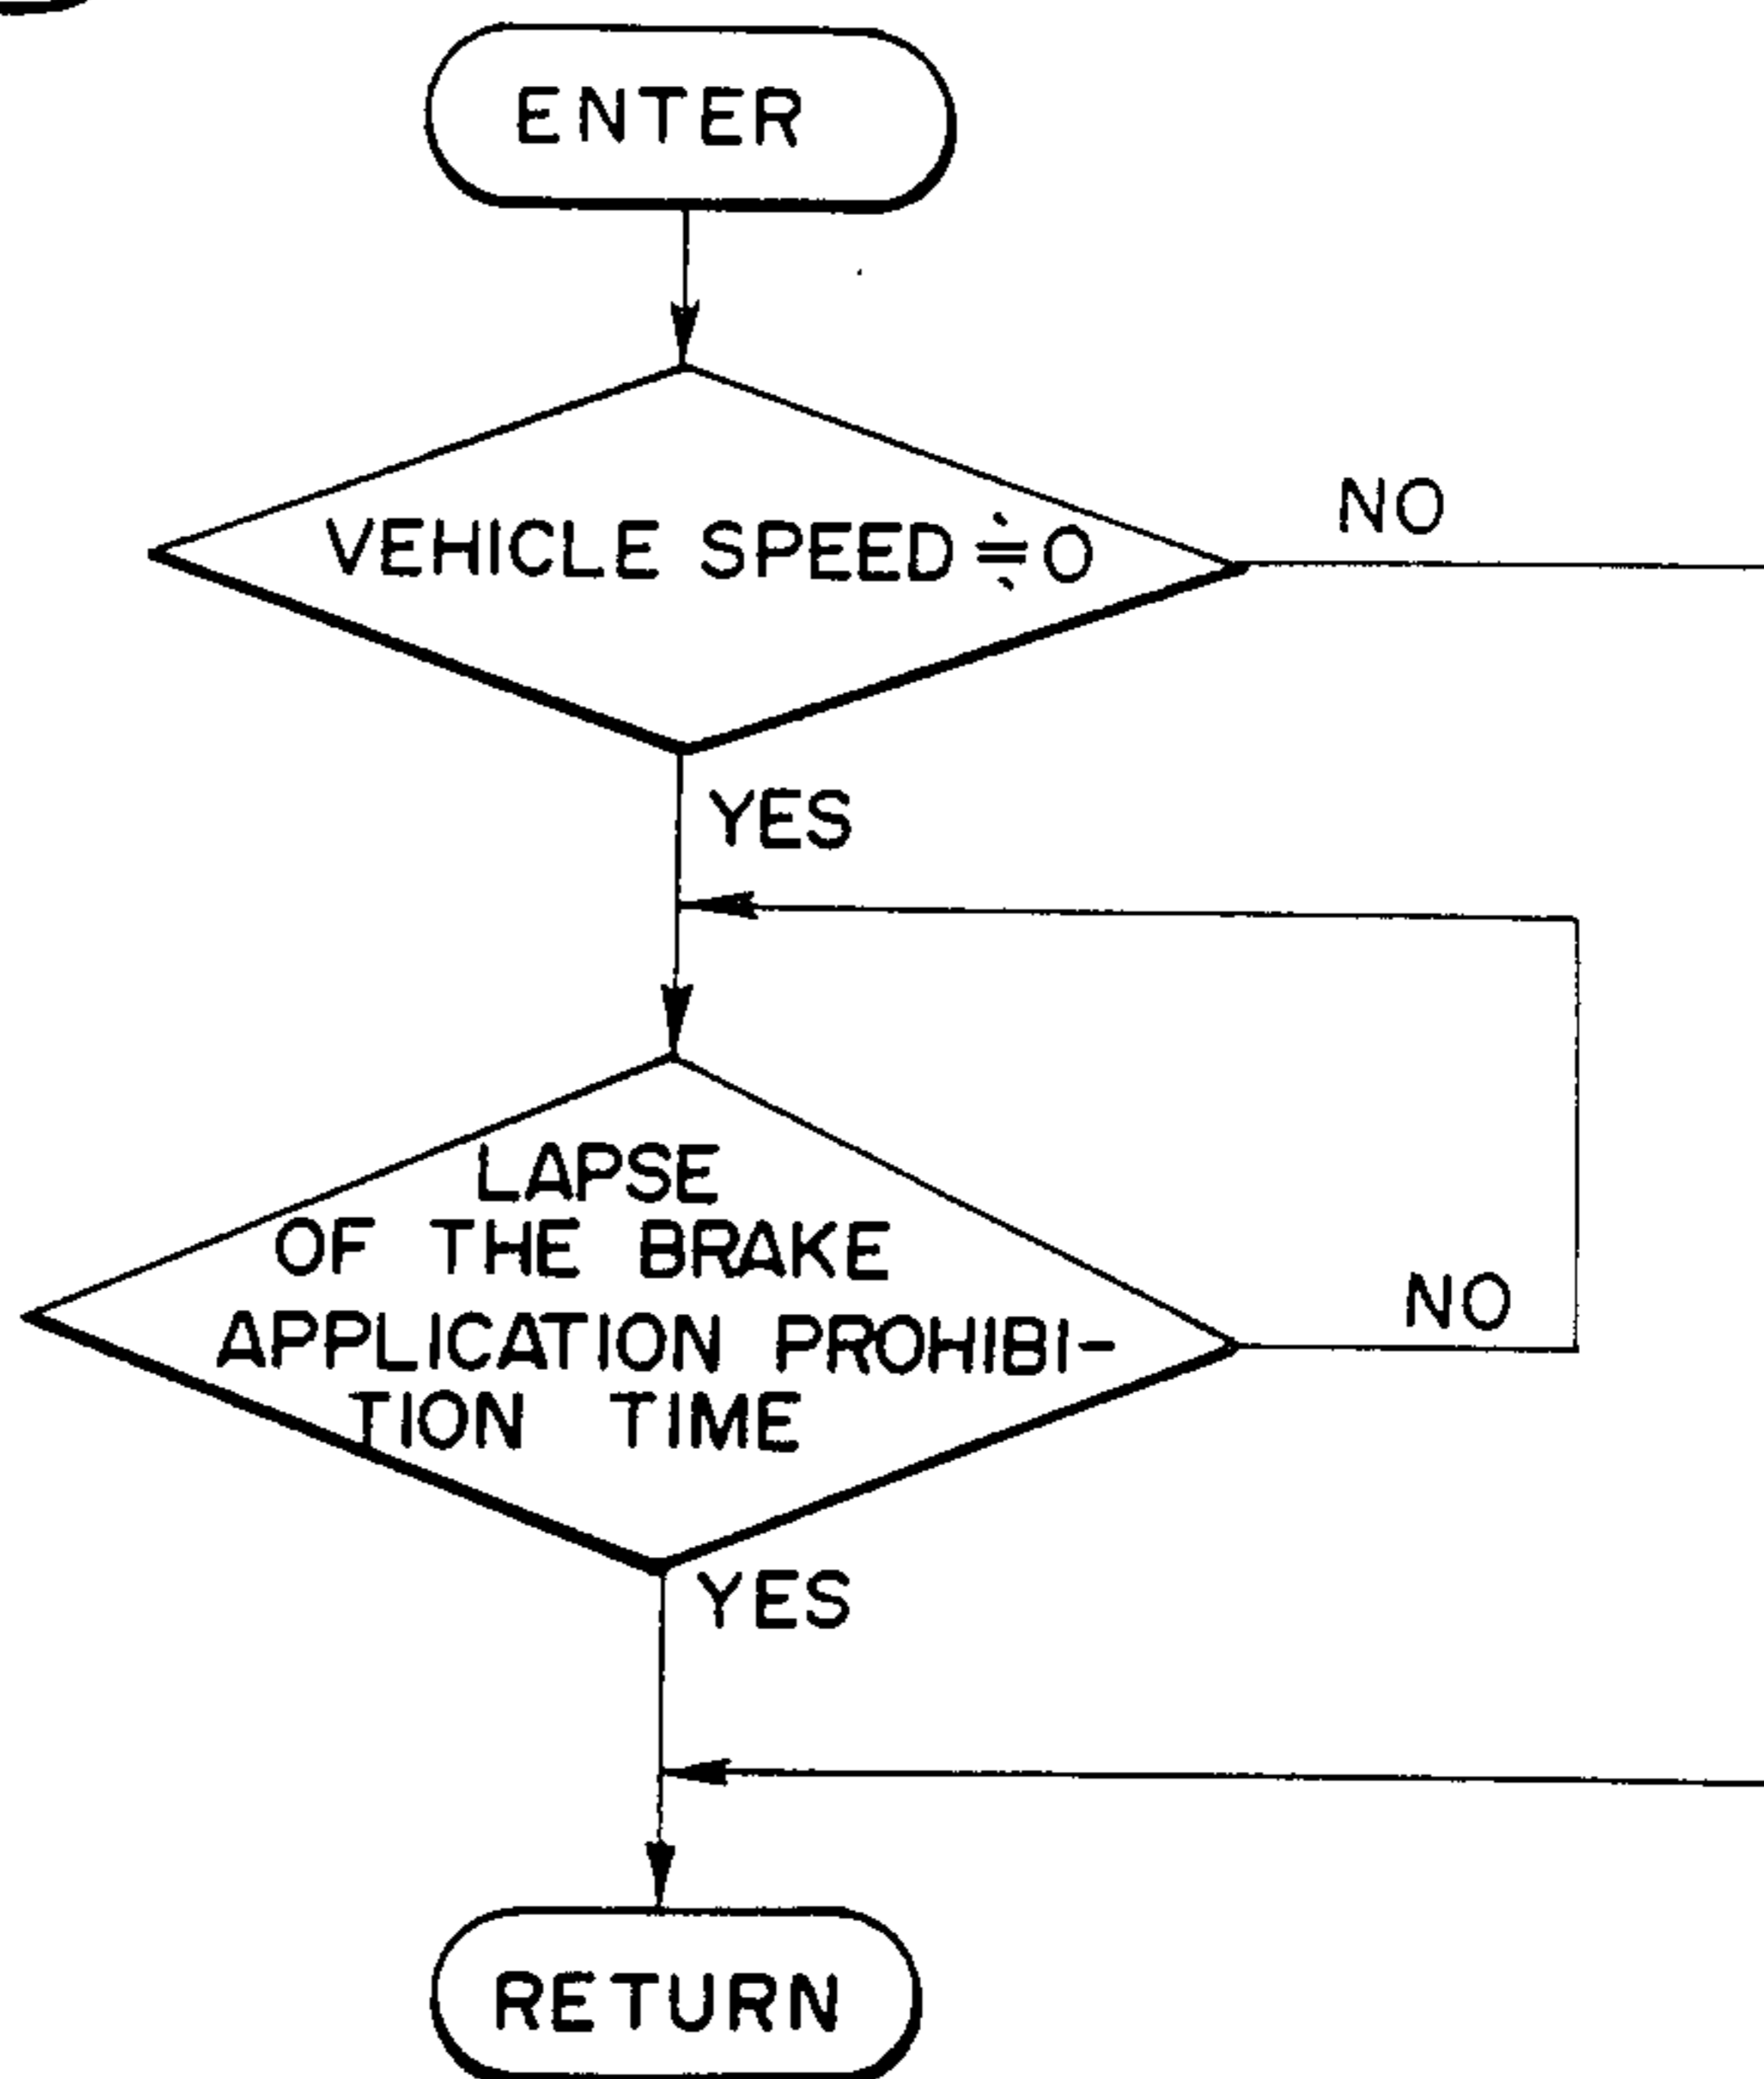 ENTER
VEHICLE SPEED≒0
NO
YES
LAPSE
OF THE BRAKE
APPLICATION PROHIBI-
TION TIME
NO
YES
RETURN